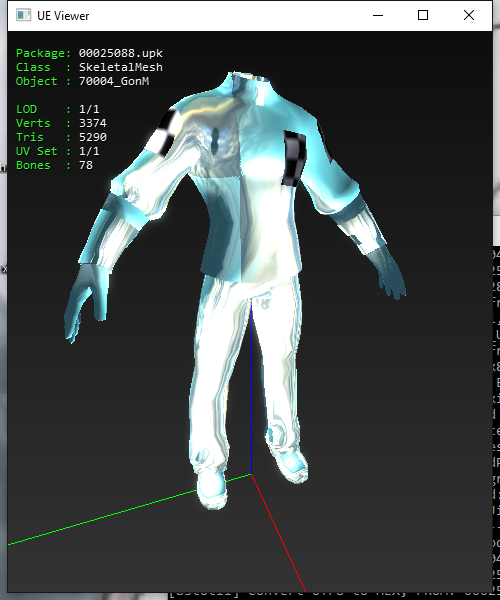 UE Viewer
Package: 00025088.upk
Class : SkeletalMesh
Object : 70004_GonM
LOD : 1/1
Verts : 3374
Tris : 5290
UV Set : 1/1
Bones : 78